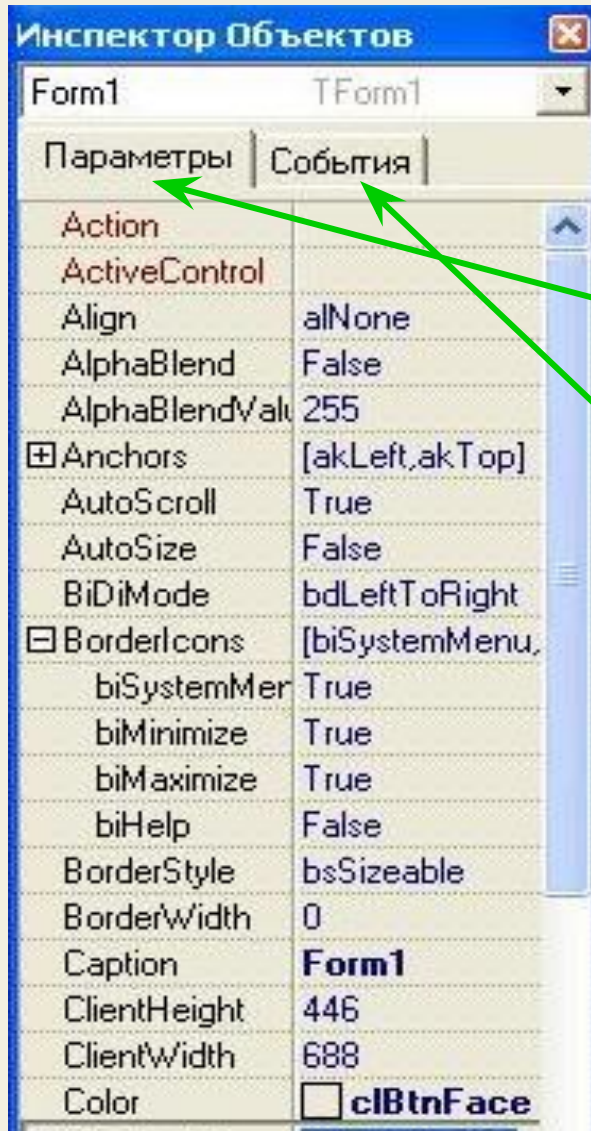 Инспектор Объектов
Form1 TForm1
Параметры События
Action
ActiveControl
Align alNone
AlphaBlend False
AlphaBlendValu 255
Anchors [akLeft,akTop]
AutoScroll True
AutoSize False
BiDiMode bdLeftToRight
BorderIcons [biSystemMenu,
biSystemMer True
biMinimize True
biMaximize True
biHelp False
BorderStyle bsSizeable
BorderWidth 0
Caption Form1
ClientHeight 446
ClientWidth 688
Color clBtnFace